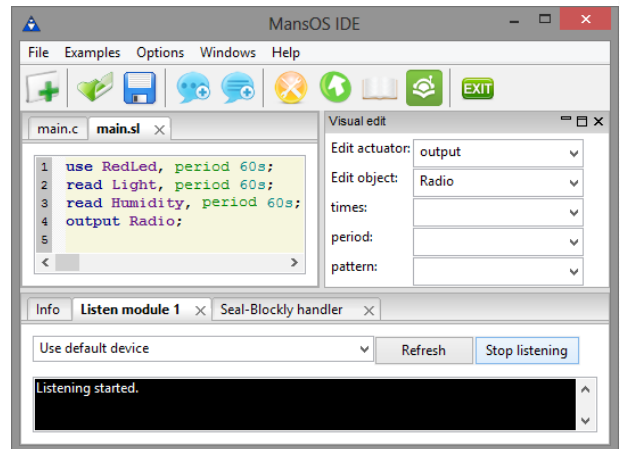 MansOS IDE
File Examples Options Windows Help
EXIT
main.c main.sl
Visual edit
1 use RedLed, period 60s;
2 read Light, period 60s;
3 read Humidity, period 60s;
4 output Radio;
5
Edit actuator: output
Edit object: Radio
times:
period:
pattern:
Info Listen module 1 Seal-Blockly handler
Use default device Refresh Stop listening
Listening started.